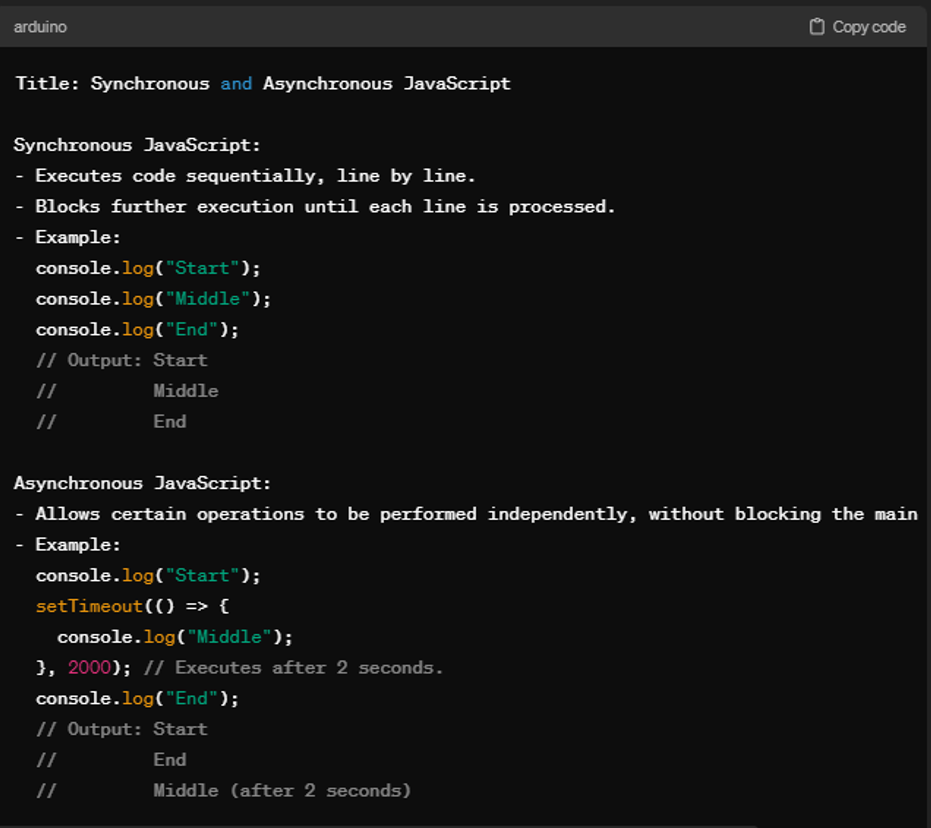 arduino
Copy code
Title: Synchronous and Asynchronous JavaScript
Synchronous JavaScript:
- Executes code sequentially, line by line.
- Blocks further execution until each line is processed.
- Example:
console.log("Start");
console.log("Middle");
console.log("End");
// Output: Start
//         Middle
//         End
Asynchronous JavaScript:
- Allows certain operations to be performed independently, without blocking the main
- Example:
console.log("Start");
setTimeout(() => {
console.log("Middle");
}, 2000); // Executes after 2 seconds.
console.log("End");
// Output: Start
//         End
//         Middle (after 2 seconds)